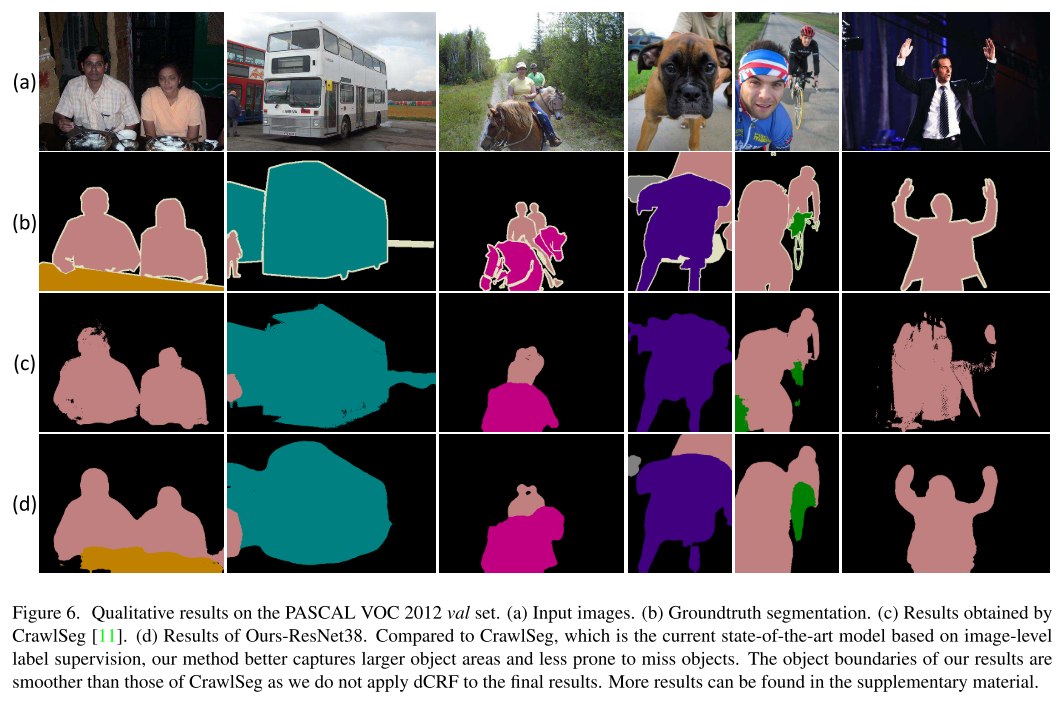 (a)
(b)
(c)
(d)
Figure 6. Qualitative results on the PASCAL VOC 2012 val set. (a) Input images. (b) Groundtruth segmentation. (c) Results obtained by
CrawlSeg [11]. (d) Results of Ours-ResNet38. Compared to CrawlSeg, which is the current state-of-the-art model based on image-level
label supervision, our method better captures larger object areas and less prone to miss objects. The object boundaries of our results are
smoother than those of CrawlSeg as we do not apply dCRF to the final results. More results can be found in the supplementary material.